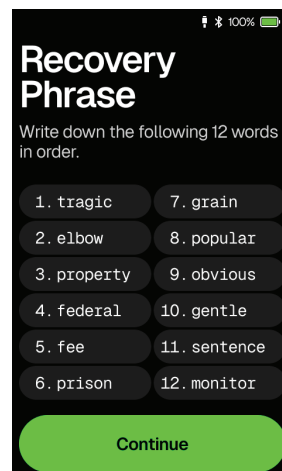 100%
Recovery
Phrase
Write down the following 12 words
in order.
1. tragic
2. elbow
3. property
4. federal
5. fee
6. prison
7. grain
8. popular
9. obvious
10. gentle
11. sentence
12. monitor
Continue